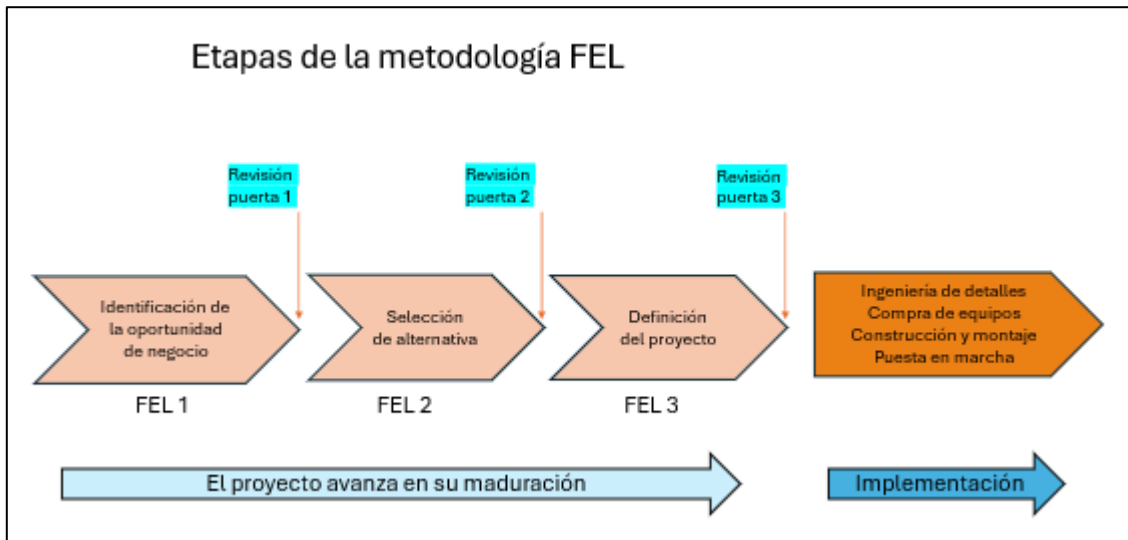 Etapas de la metodología FEL
Revisión
puerta 1
Revisión
puerta 2
Revisión
puerta 3
Identificación de
la oportunidad
de negocio
Selección
de alternativa
Definición
del proyecto
Ingeniería de detalles
Compra de equipos
Construcción y montaje
Puesta en marcha
FEL 1
FEL 2
FEL 3
El proyecto avanza en su maduración
Implementación